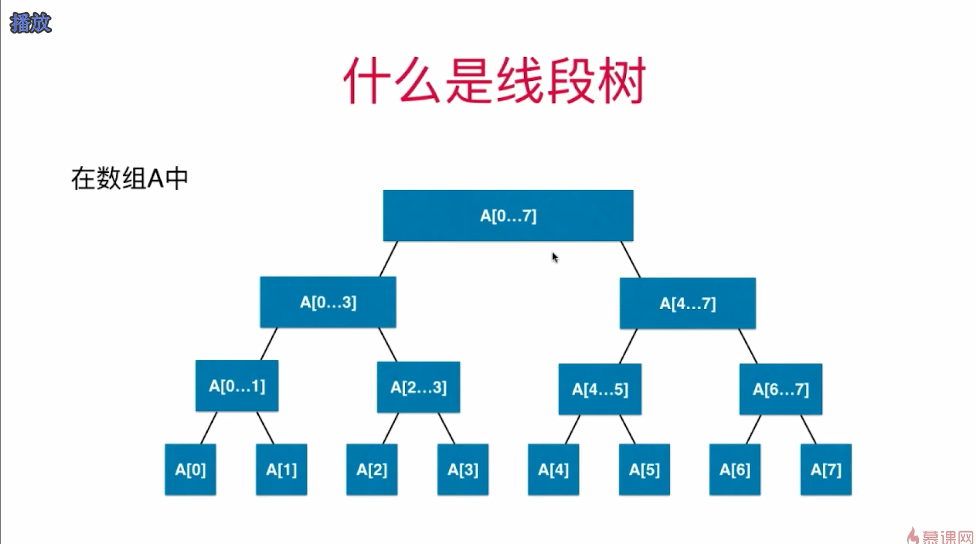 播放
什么是线段树
在数组A中
A[0...7]
A[0...3] A[4...7]
A[0...1] A[2...3] A[4...5] A[6...7]
A[0] A[1] A[2] A[3] A[4] A[5] A[6] A[7]
慕课网